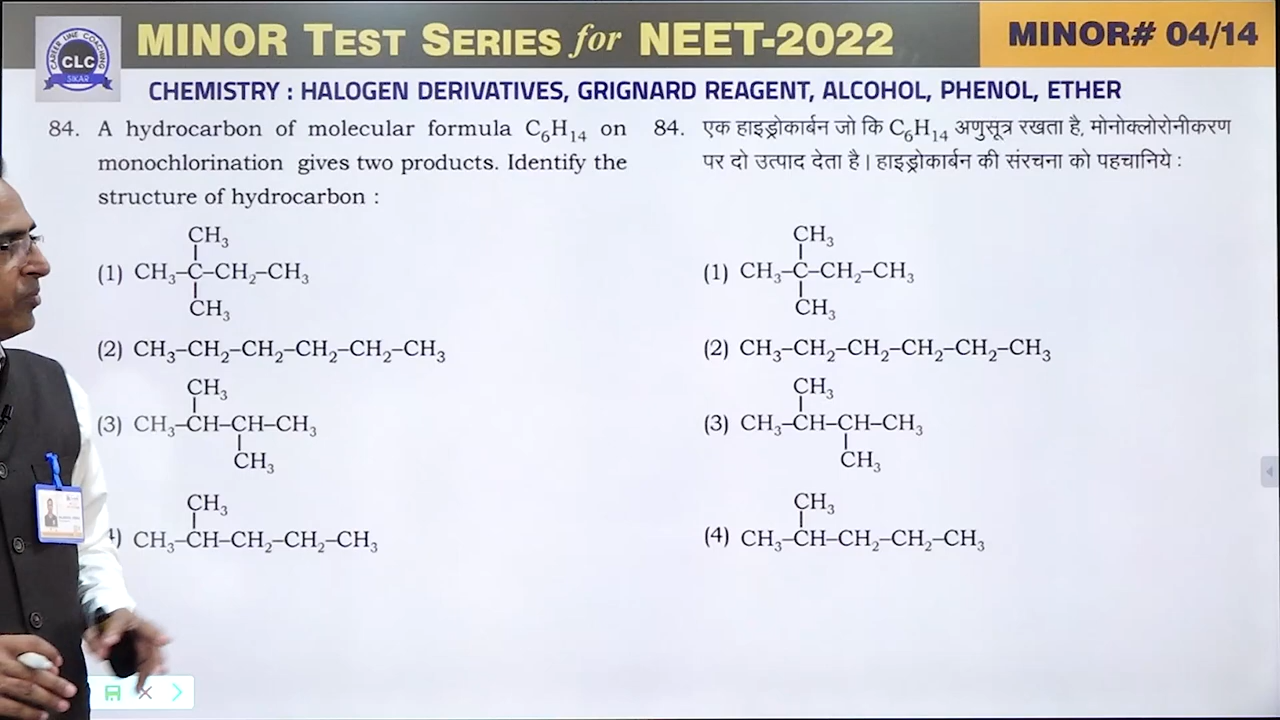 CAREER LINE COACHING
CLC
SIKAR
MINOR TEST SERIES for NEET-2022
MINOR# 04/14
CHEMISTRY : HALOGEN DERIVATIVES, GRIGNARD REAGENT, ALCOHOL, PHENOL, ETHER
84. A hydrocarbon of molecular formula C₆H₁₄ on
monochlorination gives two products. Identify the
structure of hydrocarbon :
CH₃
(1) CH₃–C–CH₂–CH₃
CH₃
(2) CH₃–CH₂–CH₂–CH₂–CH₂–CH₃
CH₃
(3) CH₃–CH–CH–CH₃
CH₃
CH₃
4) CH₃–CH–CH₂–CH₂–CH₃
84. एक हाइड्रोकार्बन जो कि C₆H₁₄ अणुसूत्र रखता है, मोनोक्लोरोनीकरण
पर दो उत्पाद देता है। हाइड्रोकार्बन की संरचना को पहचानिये :
CH₃
(1) CH₃–C–CH₂–CH₃
CH₃
(2) CH₃–CH₂–CH₂–CH₂–CH₂–CH₃
CH₃
(3) CH₃–CH–CH–CH₃
CH₃
CH₃
(4) CH₃–CH–CH₂–CH₂–CH₃